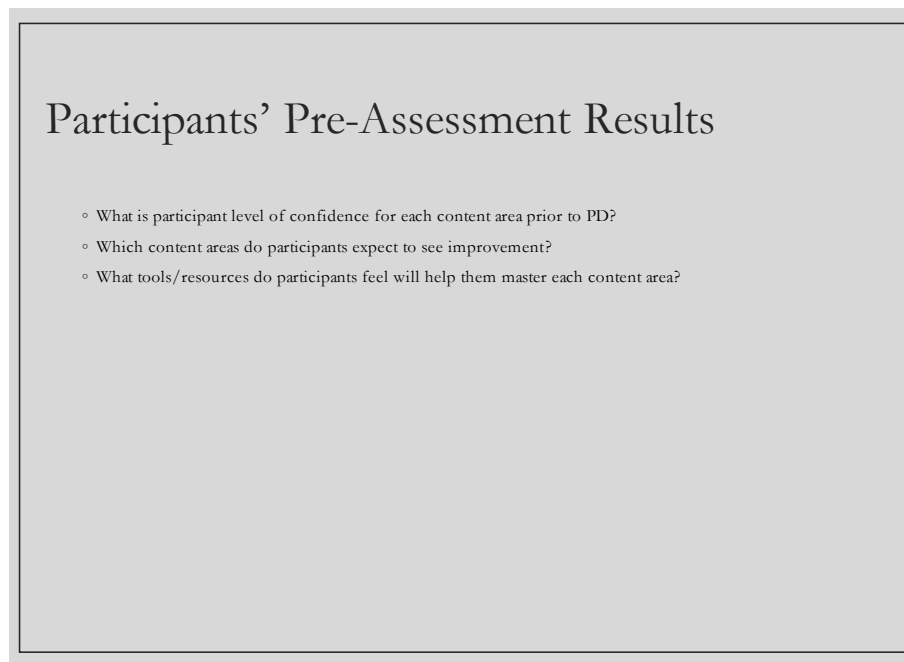 Participants’ Pre-Assessment Results
◦ What is participant level of confidence for each content area prior to PD?
◦ Which content areas do participants expect to see improvement?
◦ What tools/resources do participants feel will help them master each content area?